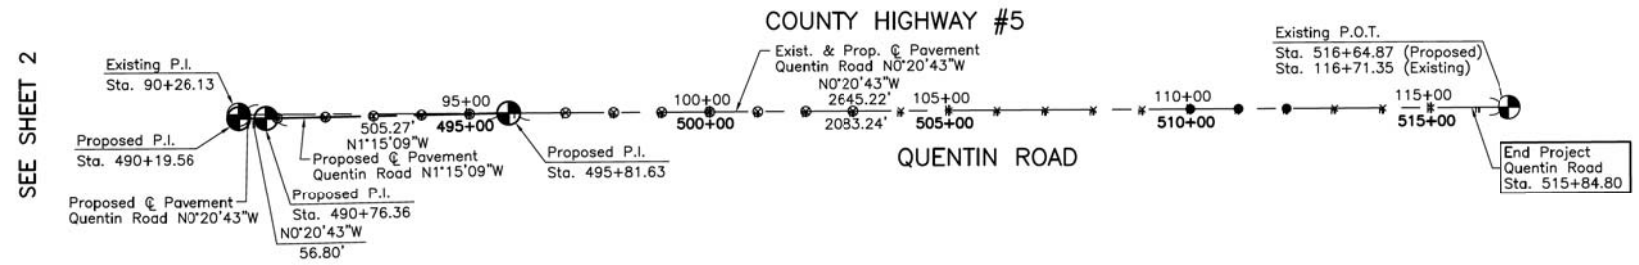 COUNTY HIGHWAY #5
SEE SHEET 2
Existing P.I.
Sta. 90+26.13
Exist. & Prop. ℄ Pavement
Quentin Road N0°20'43"W
Existing P.O.T.
Sta. 516+64.87 (Proposed)
Sta. 116+71.35 (Existing)
N0°20'43"W
2645.22'
2083.24'
95+00
495+00
100+00
500+00
105+00
505+00
110+00
510+00
115+00
515+00
505.27'
N1°15'09"W
Proposed P.I.
Sta. 490+19.56
Proposed ℄ Pavement
Quentin Road N1°15'09"W
Proposed P.I.
Sta. 495+81.63
QUENTIN ROAD
End Project
Quentin Road
Sta. 515+84.80
Proposed ℄ Pavement
Quentin Road N0°20'43"W
Proposed P.I.
Sta. 490+76.36
N0°20'43"W
56.80'